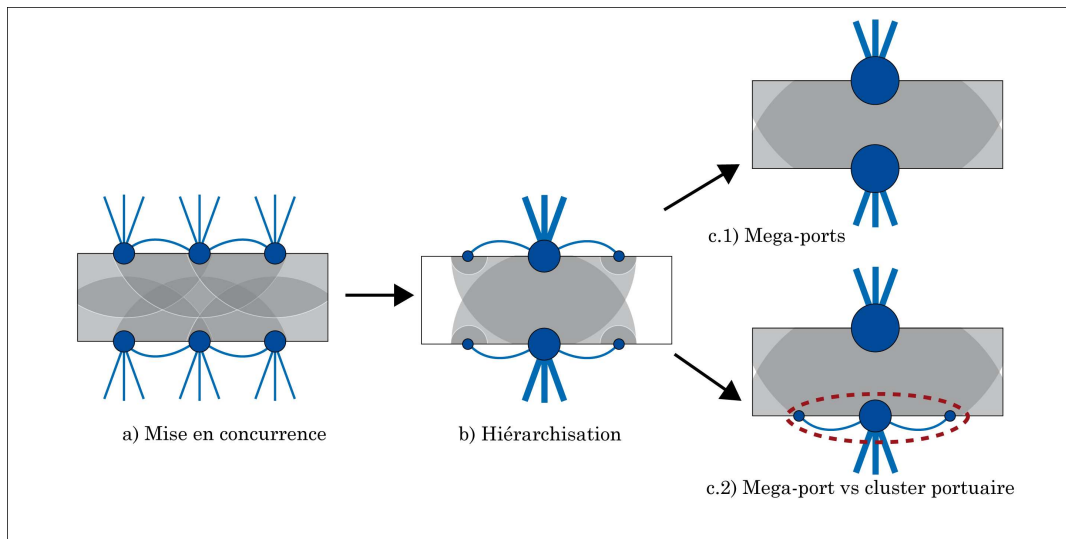 a) Mise en concurrence
b) Hiérarchisation
c.1) Mega-ports
c.2) Mega-port vs cluster portuaire